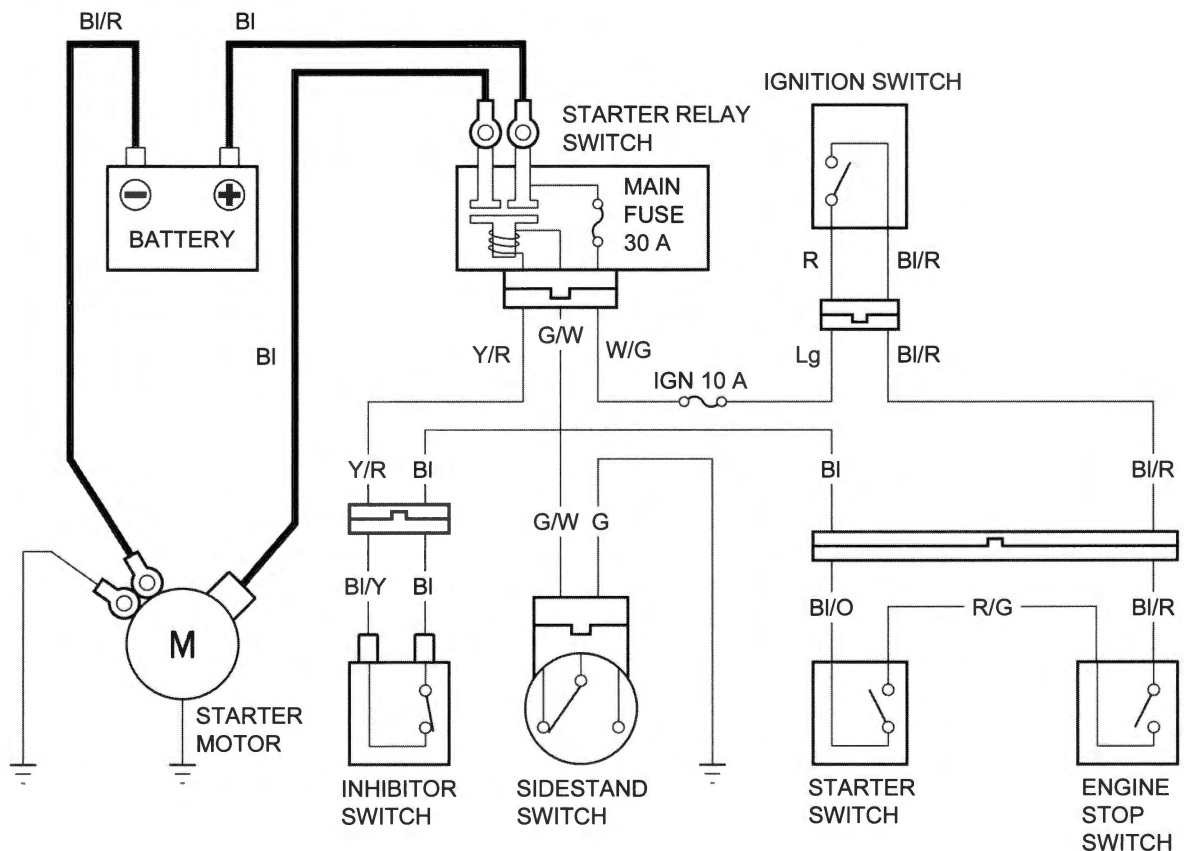 Bl/R
Bl
IGNITION SWITCH
STARTER RELAY
SWITCH
MAIN
FUSE
30 A
BATTERY
R
Bl/R
G/W
Y/R
W/G
Bl
Lg
Bl/R
IGN 10 A
Y/R
Bl
Bl
Bl/R
G/W
G
Bl/Y
Bl
Bl/O
R/G
Bl/R
M
STARTER
MOTOR
INHIBITOR
SWITCH
SIDESTAND
SWITCH
STARTER
SWITCH
ENGINE
STOP
SWITCH